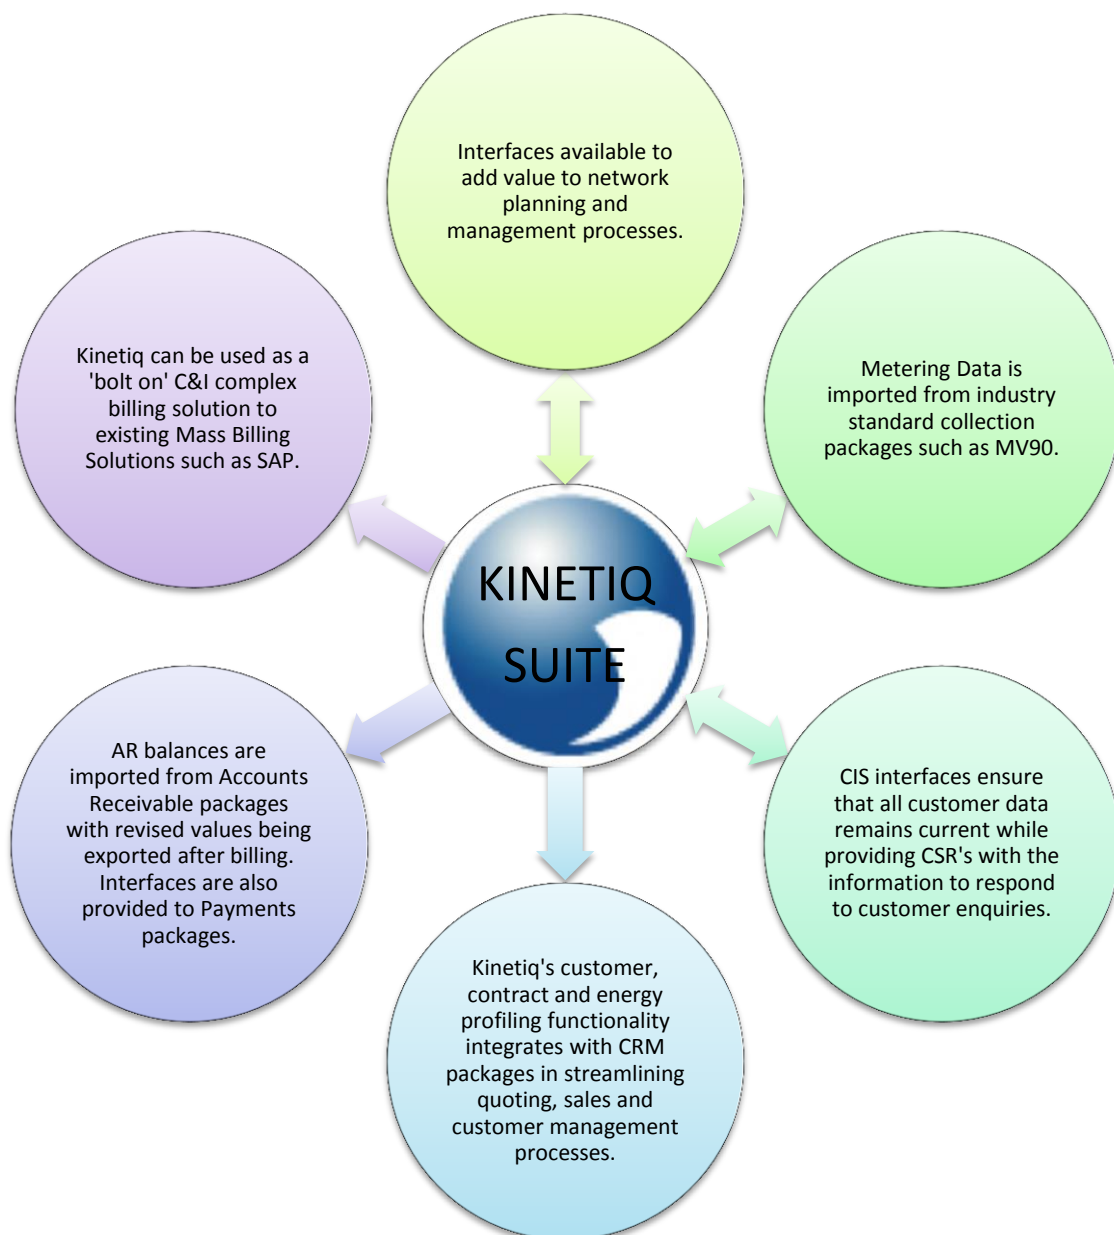 Interfaces available to
add value to network
planning and
management processes.
Kinetiq can be used as a
'bolt on' C&I complex
billing solution to
existing Mass Billing
Solutions such as SAP.
Metering Data is
imported from industry
standard collection
packages such as MV90.
KINETIQ
SUITE
AR balances are
imported from Accounts
Receivable packages
with revised values being
exported after billing.
Interfaces are also
provided to Payments
packages.
CIS interfaces ensure
that all customer data
remains current while
providing CSR's with the
information to respond
to customer enquiries.
Kinetiq's customer,
contract and energy
profiling functionality
integrates with CRM
packages in streamlining
quoting, sales and
customer management
processes.